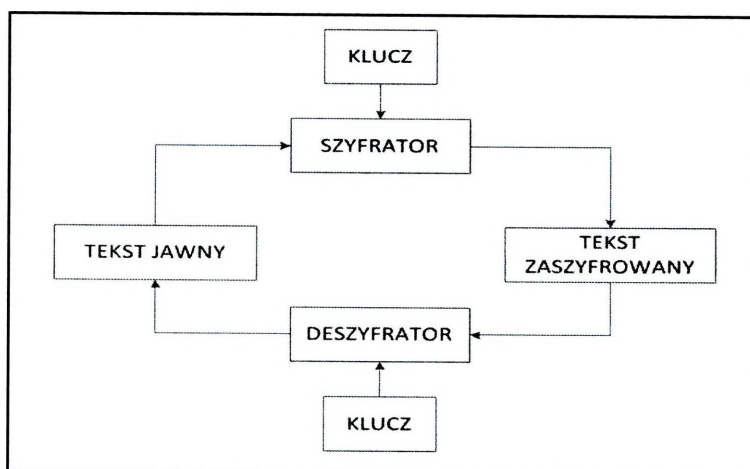 KLUCZ
SZYFRATOR
TEKST JAWNY
TEKST
ZASZYFROWANY
DESZYFRATOR
KLUCZ